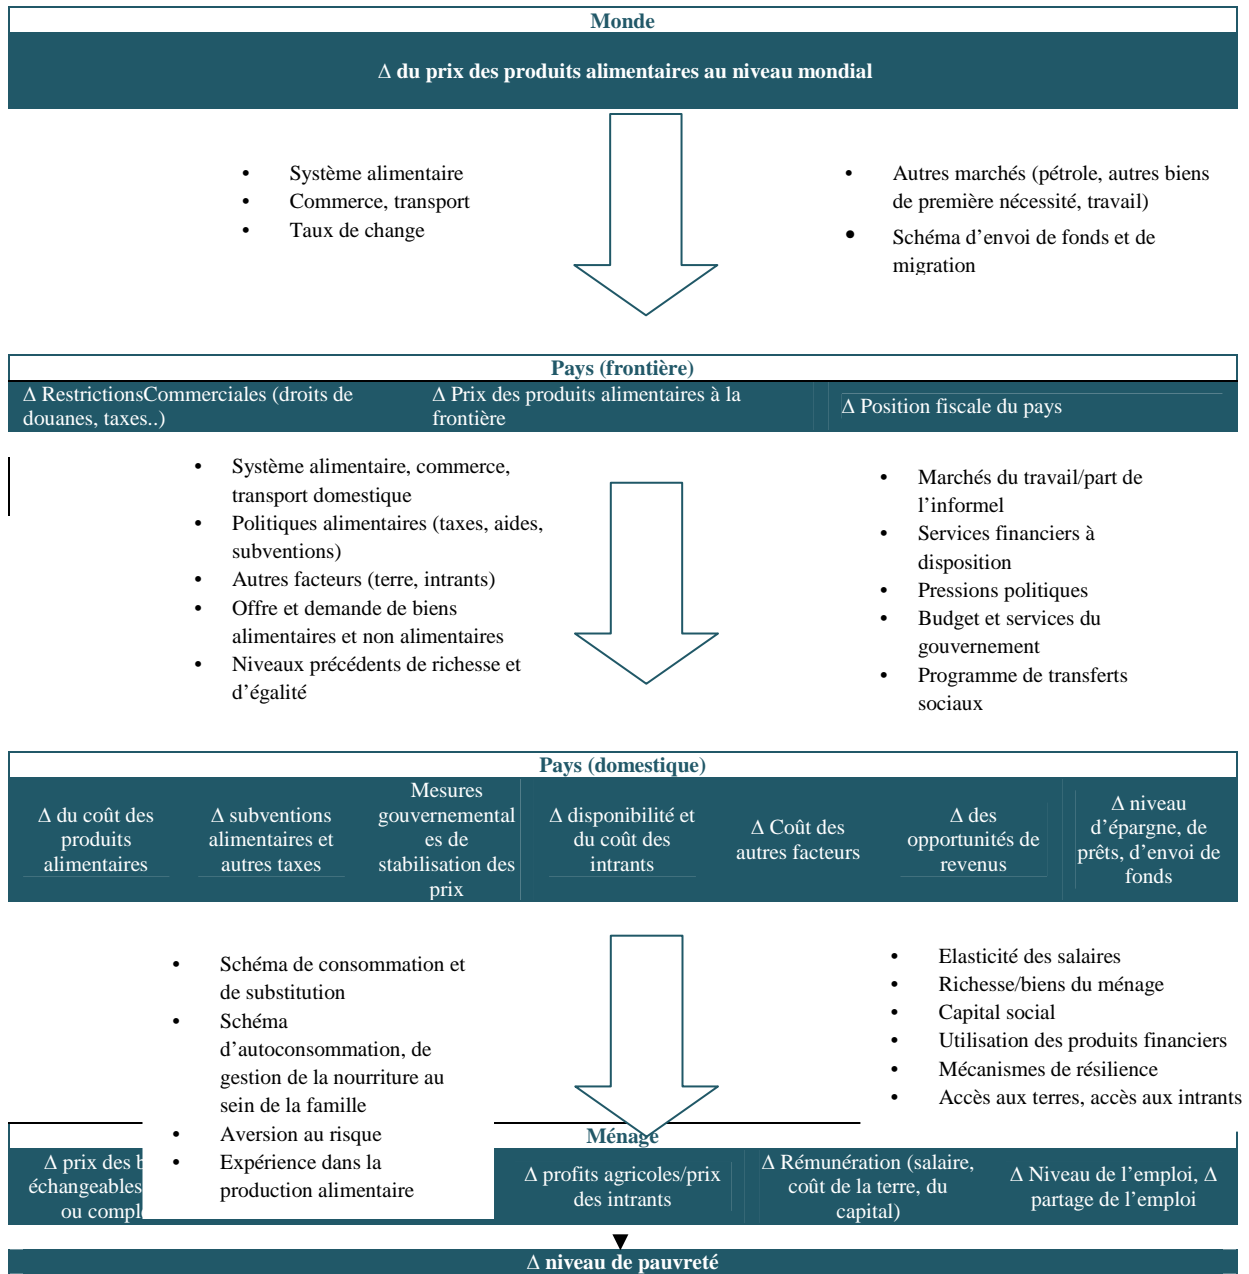 Monde
Δ du prix des produits alimentaires au niveau mondial
• Système alimentaire
• Commerce, transport
• Taux de change
• Autres marchés (pétrole, autres biens
de première nécessité, travail)
• Schéma d’envoi de fonds et de
migration
Pays (frontière)
Δ RestrictionsCommerciales (droits de
douanes, taxes..)
Δ Prix des produits alimentaires à la
frontière
Δ Position fiscale du pays
• Système alimentaire, commerce,
transport domestique
• Politiques alimentaires (taxes, aides,
subventions)
• Autres facteurs (terre, intrants)
• Offre et demande de biens
alimentaires et non alimentaires
• Niveaux précédents de richesse et
d’égalité
• Marchés du travail/part de
l’informel
• Services financiers à
disposition
• Pressions politiques
• Budget et services du
gouvernement
• Programme de transferts
sociaux
Pays (domestique)
Δ du coût des
produits
alimentaires
Δ subventions
alimentaires et
autres taxes
Mesures
gouvernemental
es de
stabilisation des
prix
Δ disponibilité et
du coût des
intrants
Δ Coût des
autres facteurs
Δ des
opportunités de
revenus
Δ niveau
d’épargne, de
prêts, d’envoi de
fonds
• Schéma de consommation et
de substitution
• Schéma
d’autoconsommation, de
gestion de la nourriture au
sein de la famille
• Aversion au risque
• Expérience dans la
production alimentaire
• Elasticité des salaires
• Richesse/biens du ménage
• Capital social
• Utilisation des produits financiers
• Mécanismes de résilience
• Accès aux terres, accès aux intrants
Ménage
Δ prix des
échangeables
ou
Δ profits agricoles/prix
des intrants
Δ Rémunération (salaire,
coût de la terre, du
capital)
Δ Niveau de l’emploi, Δ
partage de l’emploi
Δ niveau de pauvreté